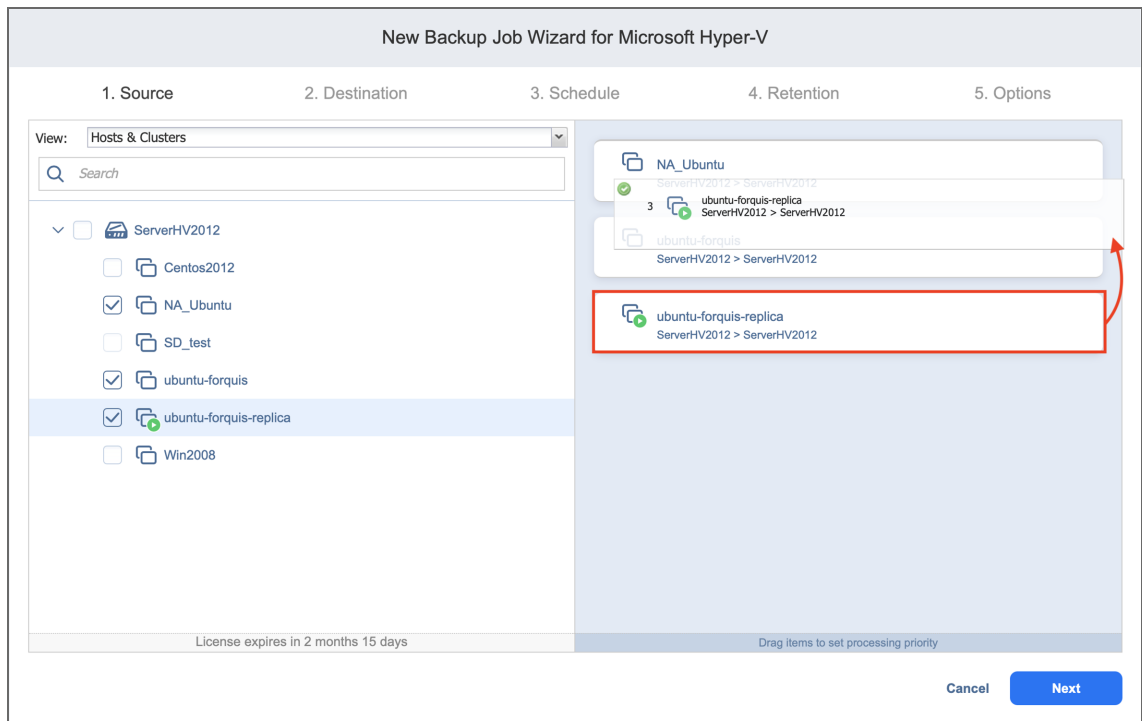 New Backup Job Wizard for Microsoft Hyper-V
1. Source
2. Destination
3. Schedule
4. Retention
5. Options
View:
Hosts & Clusters
Search
ServerHV2012
Centos2012
NA_Ubuntu
SD_test
ubuntu-forquis
ubuntu-forquis-replica
Win2008
License expires in 2 months 15 days
NA_Ubuntu
ServerHV2012 > ServerHV2012
3
ubuntu-forquis-replica
ServerHV2012 > ServerHV2012
ubuntu-forquis
ServerHV2012 > ServerHV2012
ubuntu-forquis-replica
ServerHV2012 > ServerHV2012
Drag items to set processing priority
Cancel
Next